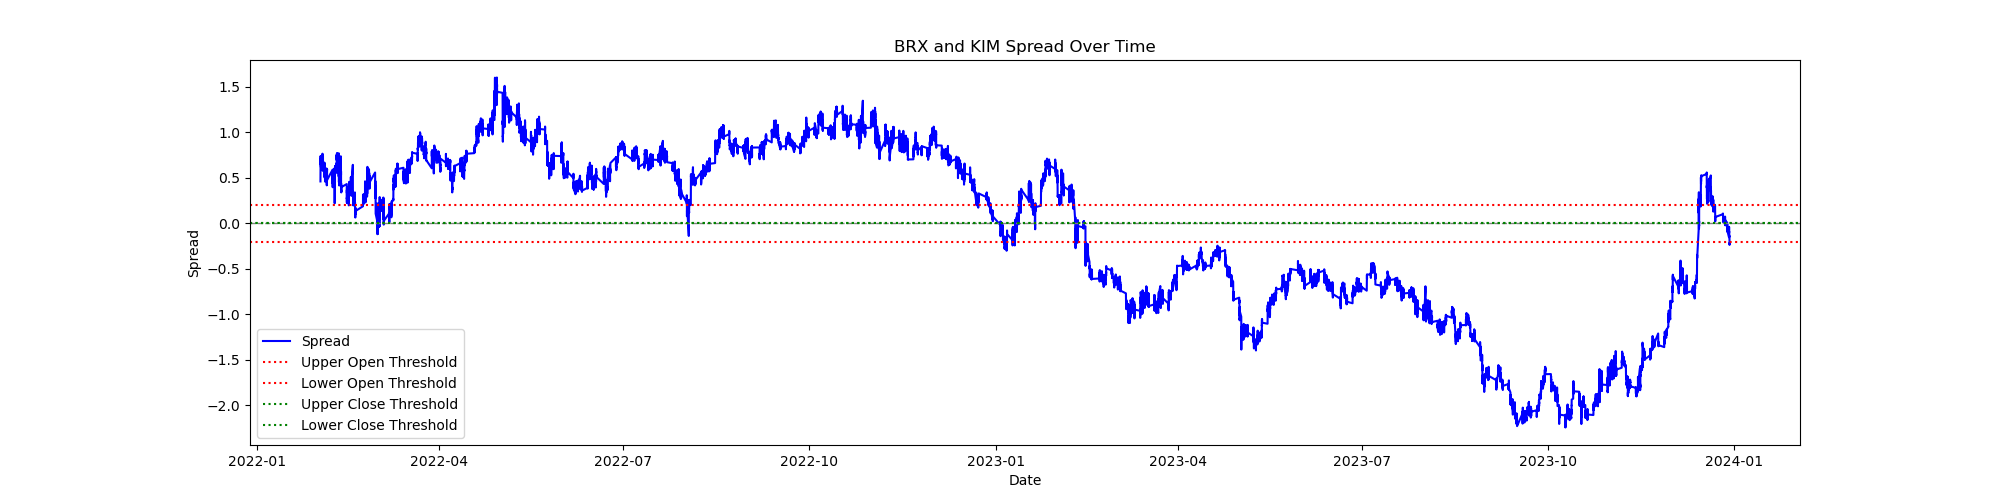 BRX and KIM Spread Over Time
1.5
1.0
0.5
0.0
−0.5
−1.0
−1.5
−2.0
Spread
Spread
Upper Open Threshold
Lower Open Threshold
Upper Close Threshold
Lower Close Threshold
2022-01 2022-04 2022-07 2022-10 2023-01 2023-04 2023-07 2023-10 2024-01
Date